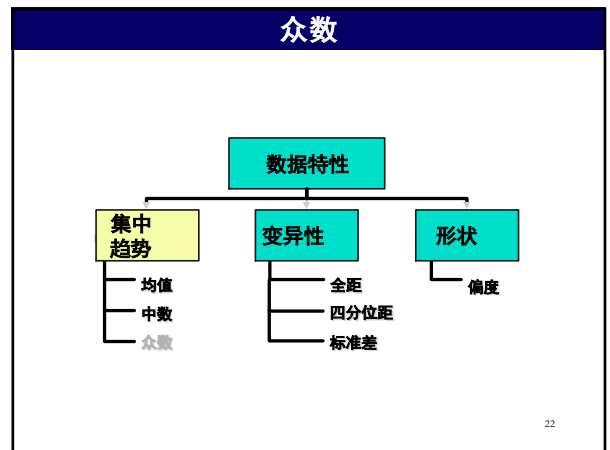 众数
数据特性
集中
趋势
变异性
形状
均值
中数
众数
全距
四分位距
标准差
偏度
22